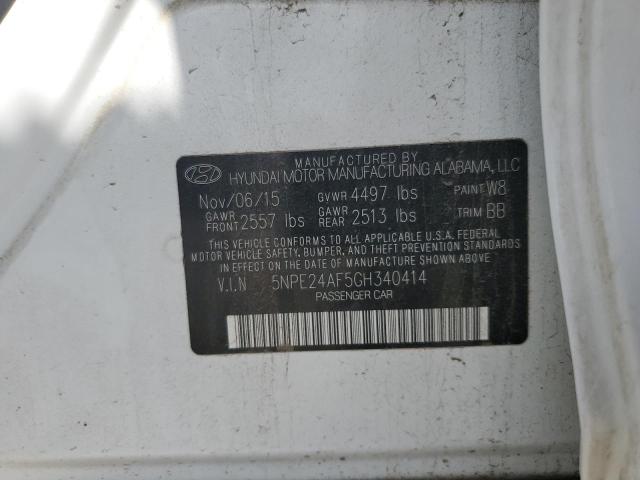 MANUFACTURED BY
HYUNDAI MOTOR MANUFACTURING ALABAMA, LLC
Nov/06/15 GVWR 4497 lbs PAINT W8
GAWR FRONT 2557 lbs GAWR REAR 2513 lbs TRIM BB
THIS VEHICLE CONFORMS TO ALL APPLICABLE U.S.A. FEDERAL
MOTOR VEHICLE SAFETY, BUMPER, AND THEFT PREVENTION STANDARDS
IN EFFECT ON THE DATE OF MANUFACTURE SHOWN ABOVE
V.I.N 5NPE24AF5GH340414
PASSENGER CAR